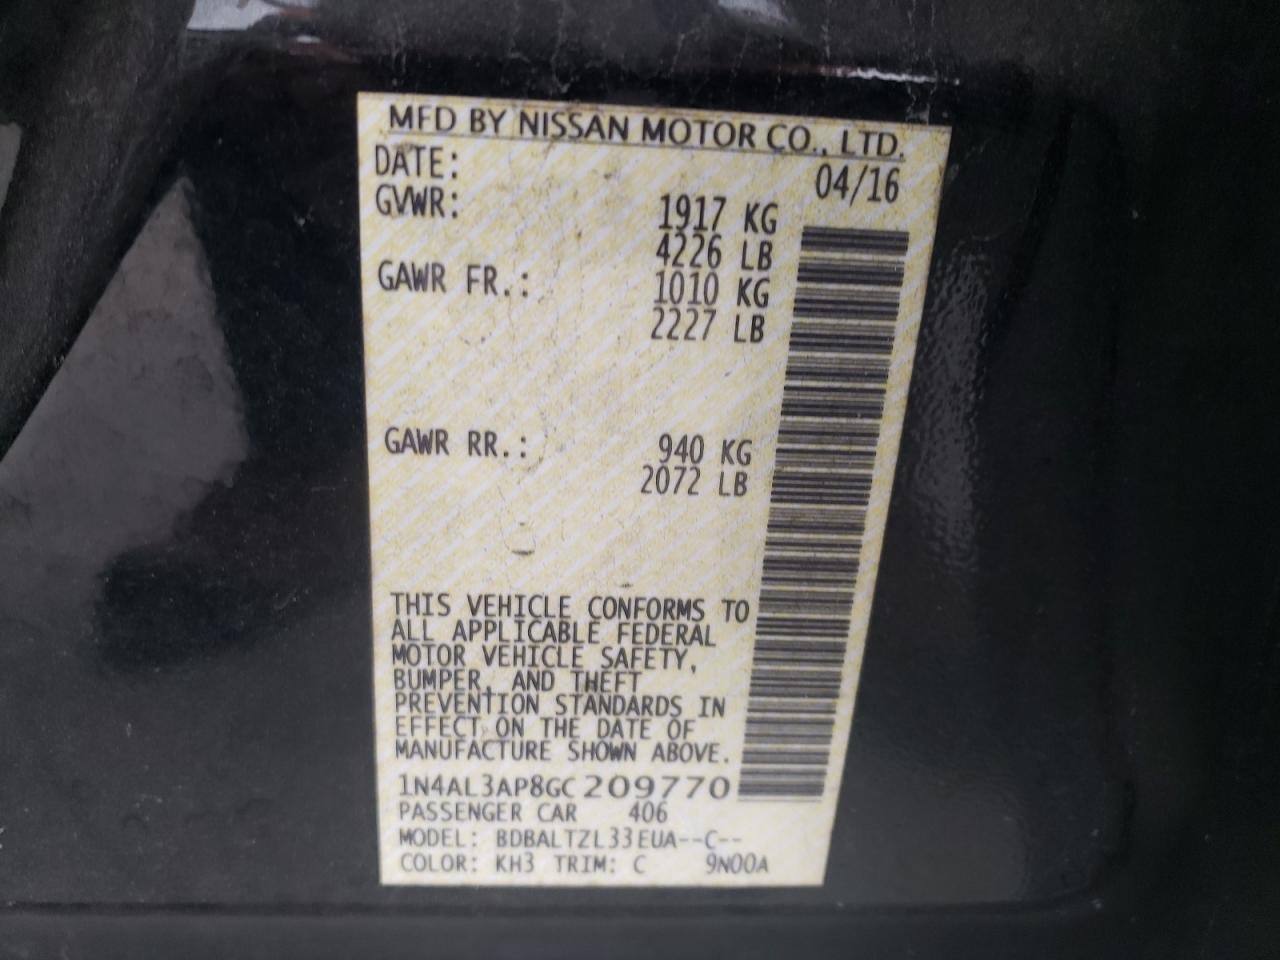 MFD BY NISSAN MOTOR CO., LTD.
DATE: 04/16
GVWR: 1917 KG
4226 LB
GAWR FR.: 1010 KG
2227 LB
GAWR RR.: 940 KG
2072 LB
THIS VEHICLE CONFORMS TO
ALL APPLICABLE FEDERAL
MOTOR VEHICLE SAFETY,
BUMPER, AND THEFT
PREVENTION STANDARDS IN
EFFECT ON THE DATE OF
MANUFACTURE SHOWN ABOVE.
1N4AL3AP8GC209770
PASSENGER CAR 406
MODEL: BDBALTZL33EUA--C--
COLOR: KH3 TRIM: C 9N00A